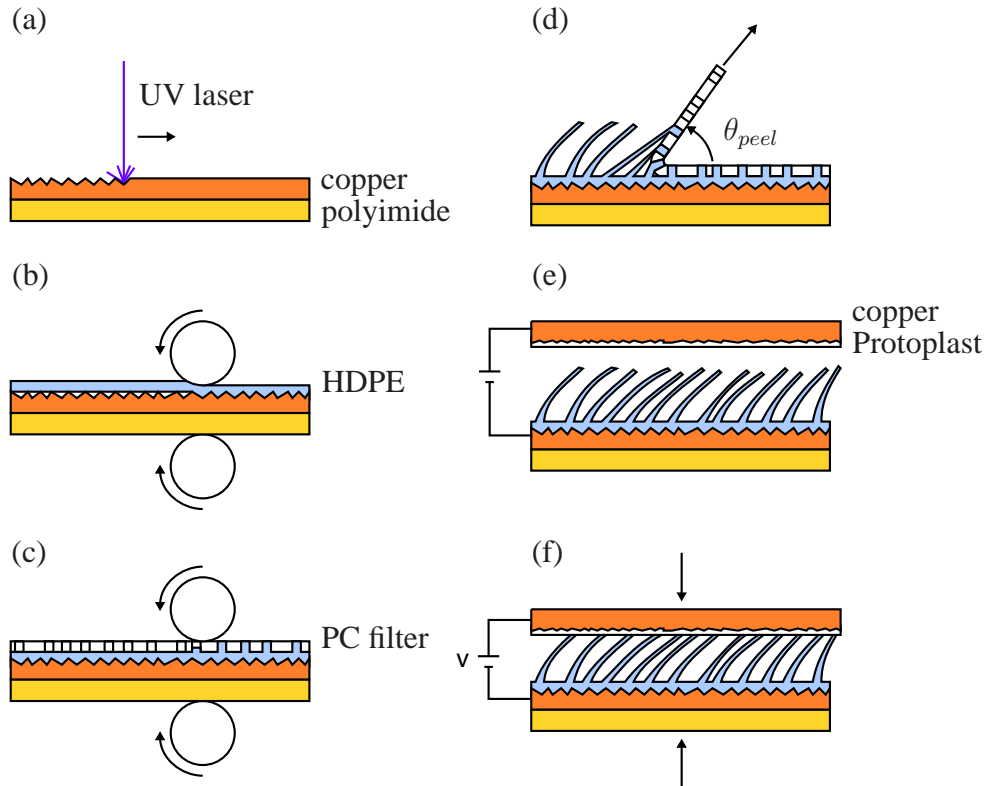 (a)
UV laser
copper
polyimide
(b)
HDPE
(c)
PC filter
(d)
θpeel
(e)
copper
Protoplast
(f)
V